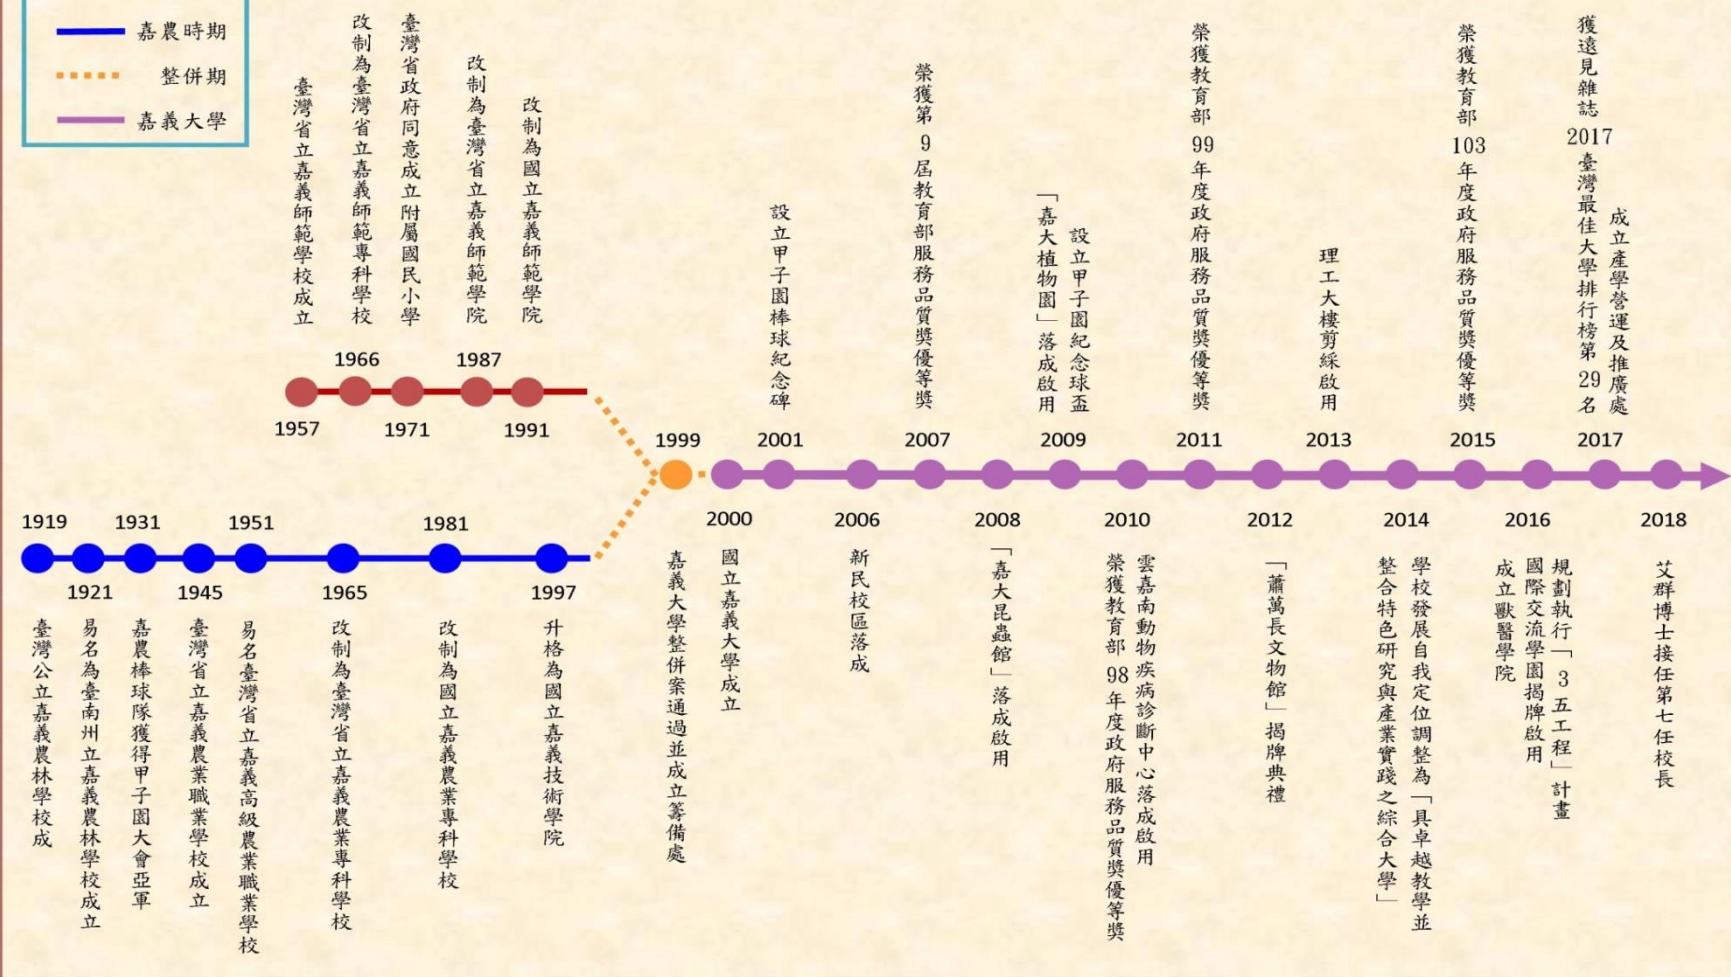 嘉農時期
整併期
嘉義大學
1957
臺灣省立嘉義師範學校成立
1966
改制為臺灣省立嘉義師範專科學校
1971
臺灣省政府同意成立附屬國民小學
1987
改制為臺灣省立嘉義師範學院
1991
改制為國立嘉義師範學院
1919
臺灣公立嘉義農林學校成
1921
易名為臺南州立嘉義農林學校成立
1931
嘉農棒球隊獲得甲子園大會亞軍
1945
臺灣省立嘉義農業職業學校成立
1951
易名臺灣省立嘉義高級農業職業學校
1965
改制為臺灣省立嘉義農業專科學校
1981
改制為國立嘉義農業專科學校
1997
升格為國立嘉義技術學院
1999
嘉義大學整併案通過並成立籌備處
2000
國立嘉義大學成立
2001
設立甲子園棒球紀念碑
2006
新民校區落成
2007
榮獲第9屆教育部服務品質獎優等獎
2008
「嘉大昆蟲館」落成啟用
2009
設立甲子園紀念球盃
「嘉大植物園」落成啟用
2010
雲嘉南動物疾病診斷中心落成啟用
榮獲教育部98年度政府服務品質獎優等獎
2011
榮獲教育部99年度政府服務品質獎優等獎
2012
「蕭萬長文物館」揭牌典禮
2013
理工大樓剪綵啟用
2014
學校發展自我定位調整為「具卓越教學並
整合特色研究與產業實踐之綜合大學」
2015
榮獲教育部103年度政府服務品質獎優等獎
2016
規劃執行「3五工程」計畫
國際交流學園揭牌啟用
成立獸醫學院
2017
成立產學營運及推廣處
獲遠見雜誌2017臺灣最佳大學排行榜第29名
2018
艾群博士接任第七任校長